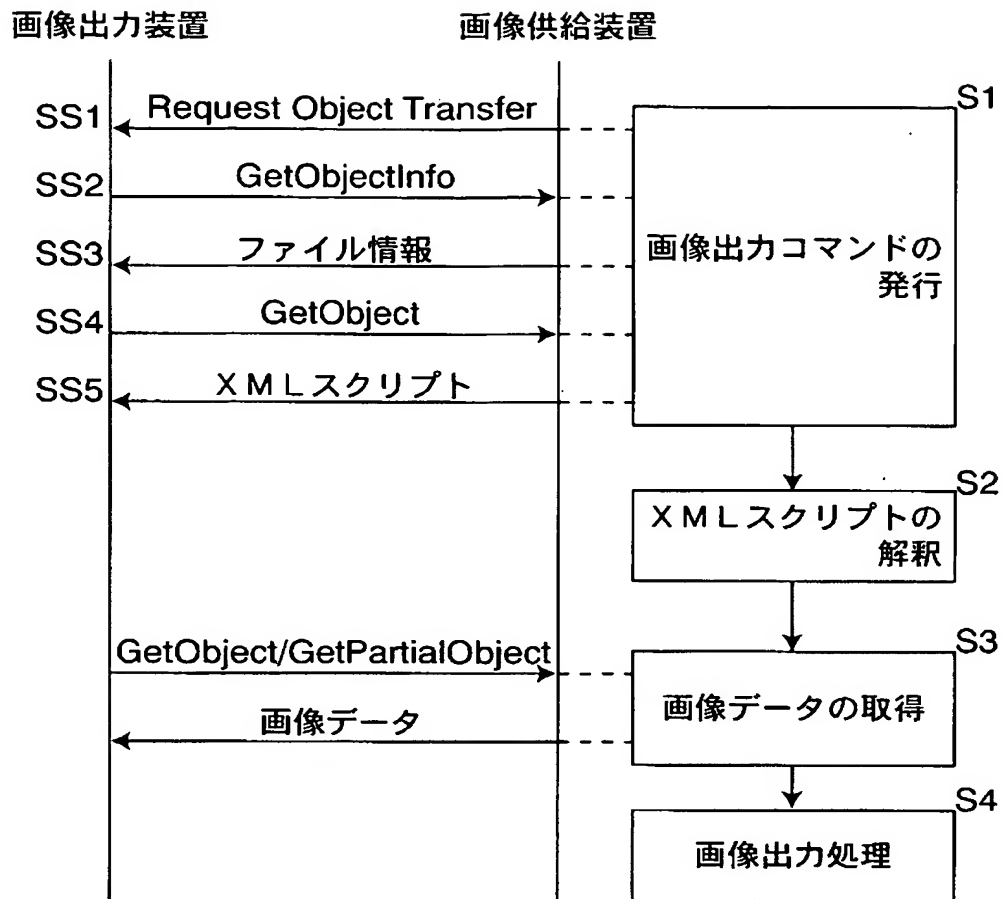 画像出力装置
画像供給装置
S1
SS1
Request Object Transfer
SS2
GetObjectInfo
SS3
ファイル情報
画像出力コマンドの
発行
SS4
GetObject
SS5
XMLスクリプト
S2
XMLスクリプトの
解釈
GetObject/GetPartialObject
S3
画像データの取得
画像データ
S4
画像出力処理